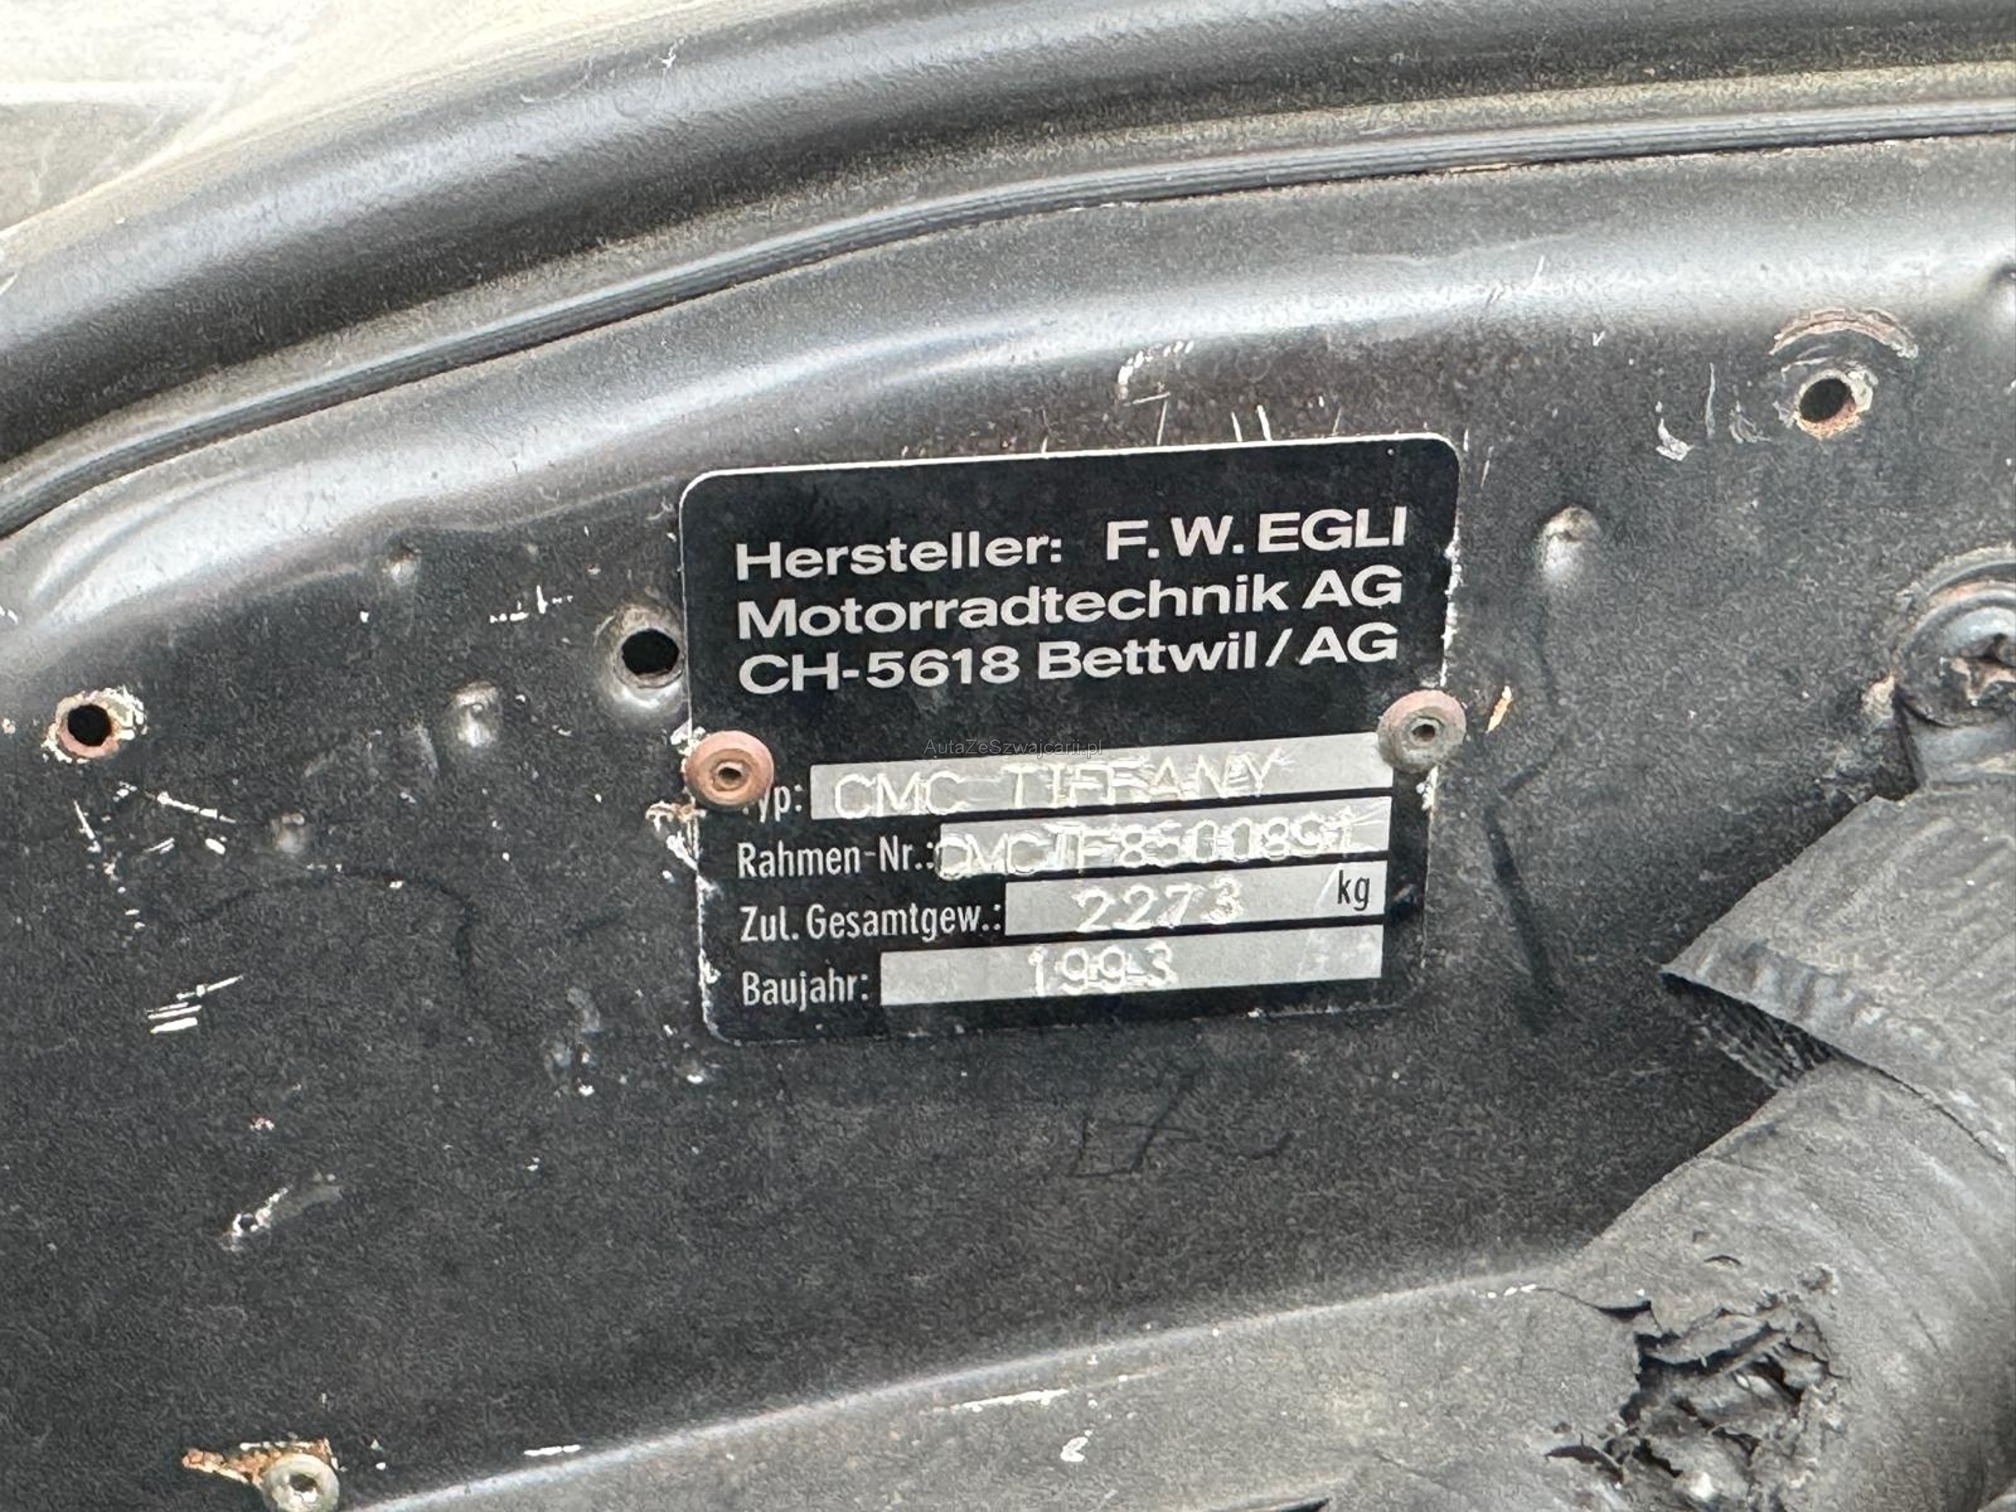 Hersteller: F. W. EGLI
Motorradtechnik AG
CH-5618 Bettwil / AG
AutaZeSzwajcarii.pl
Typ: CMC TIFFANY
Rahmen-Nr.:
Zul. Gesamtgew.: 2273 kg
Baujahr: 1993